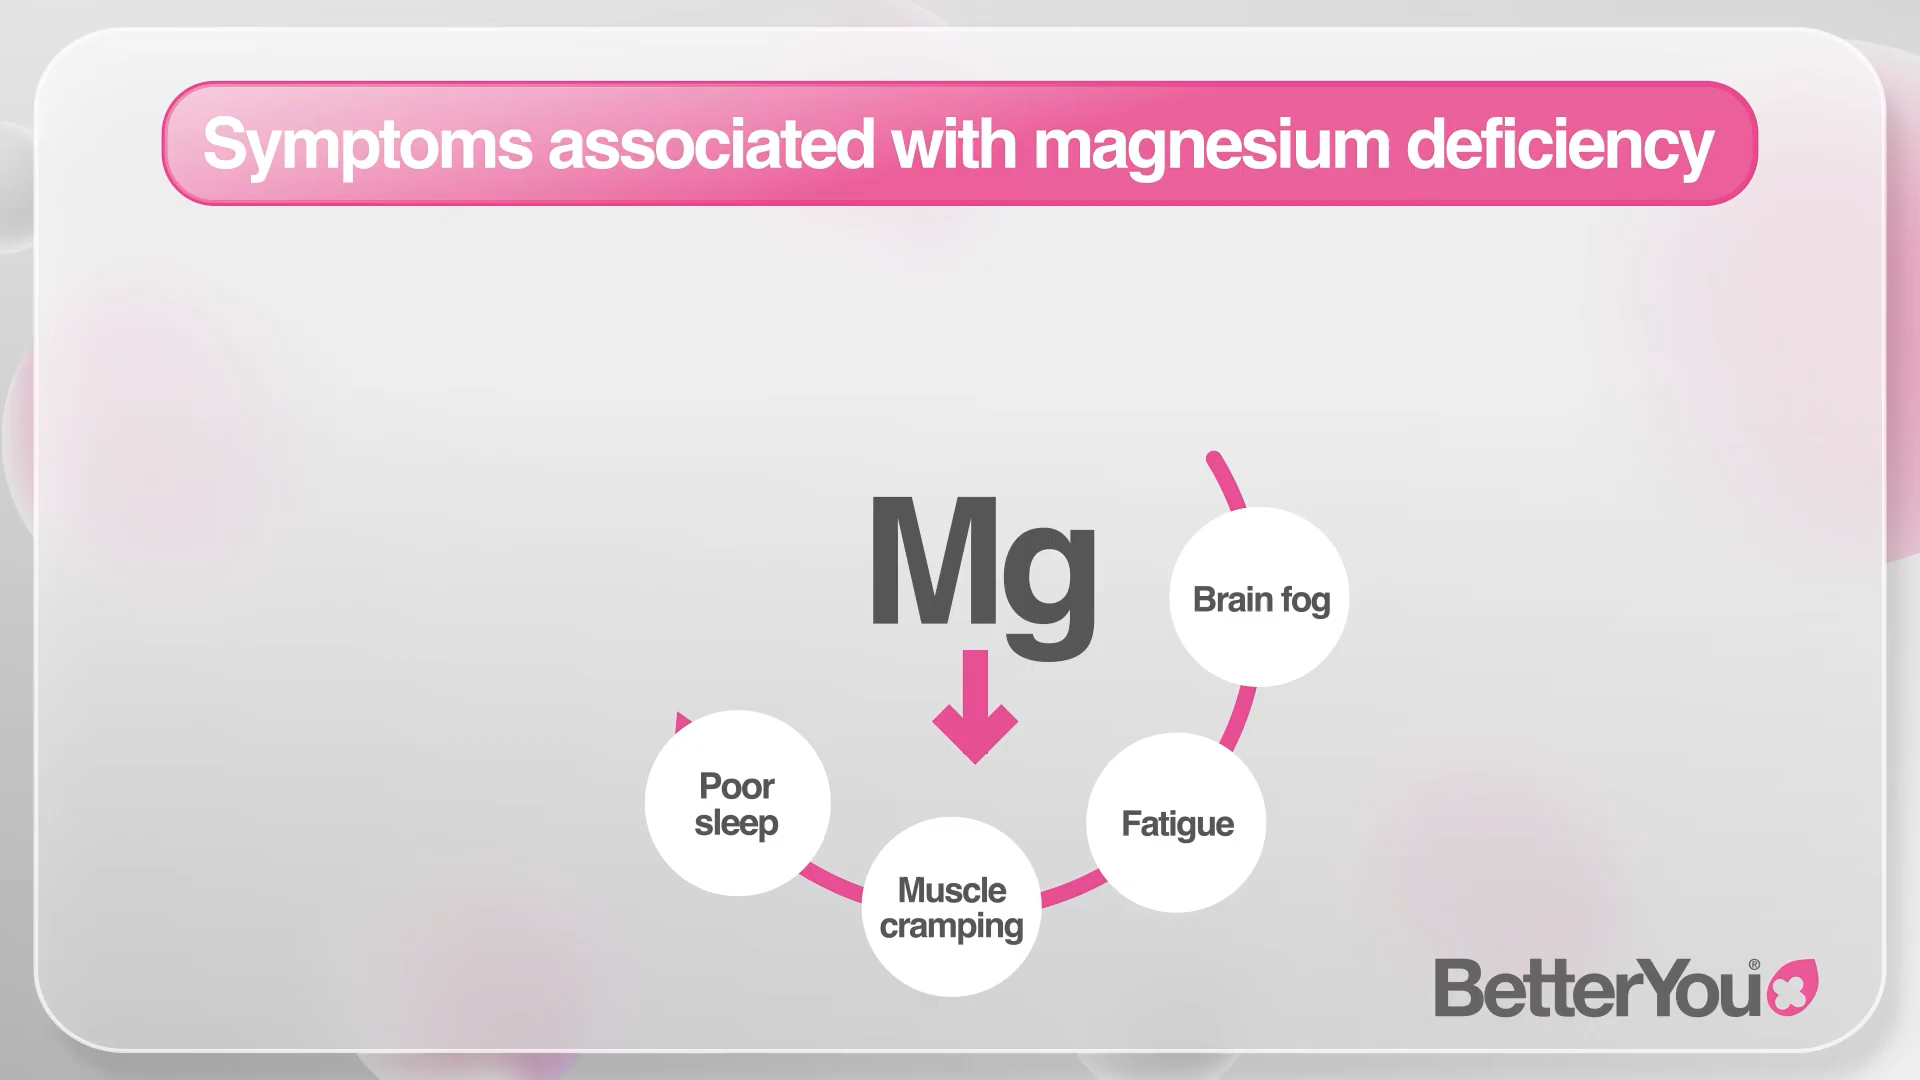 Symptoms associated with magnesium deficiency
Mg
Brain fog
Fatigue
Muscle
cramping
Poor
sleep
BetterYou®